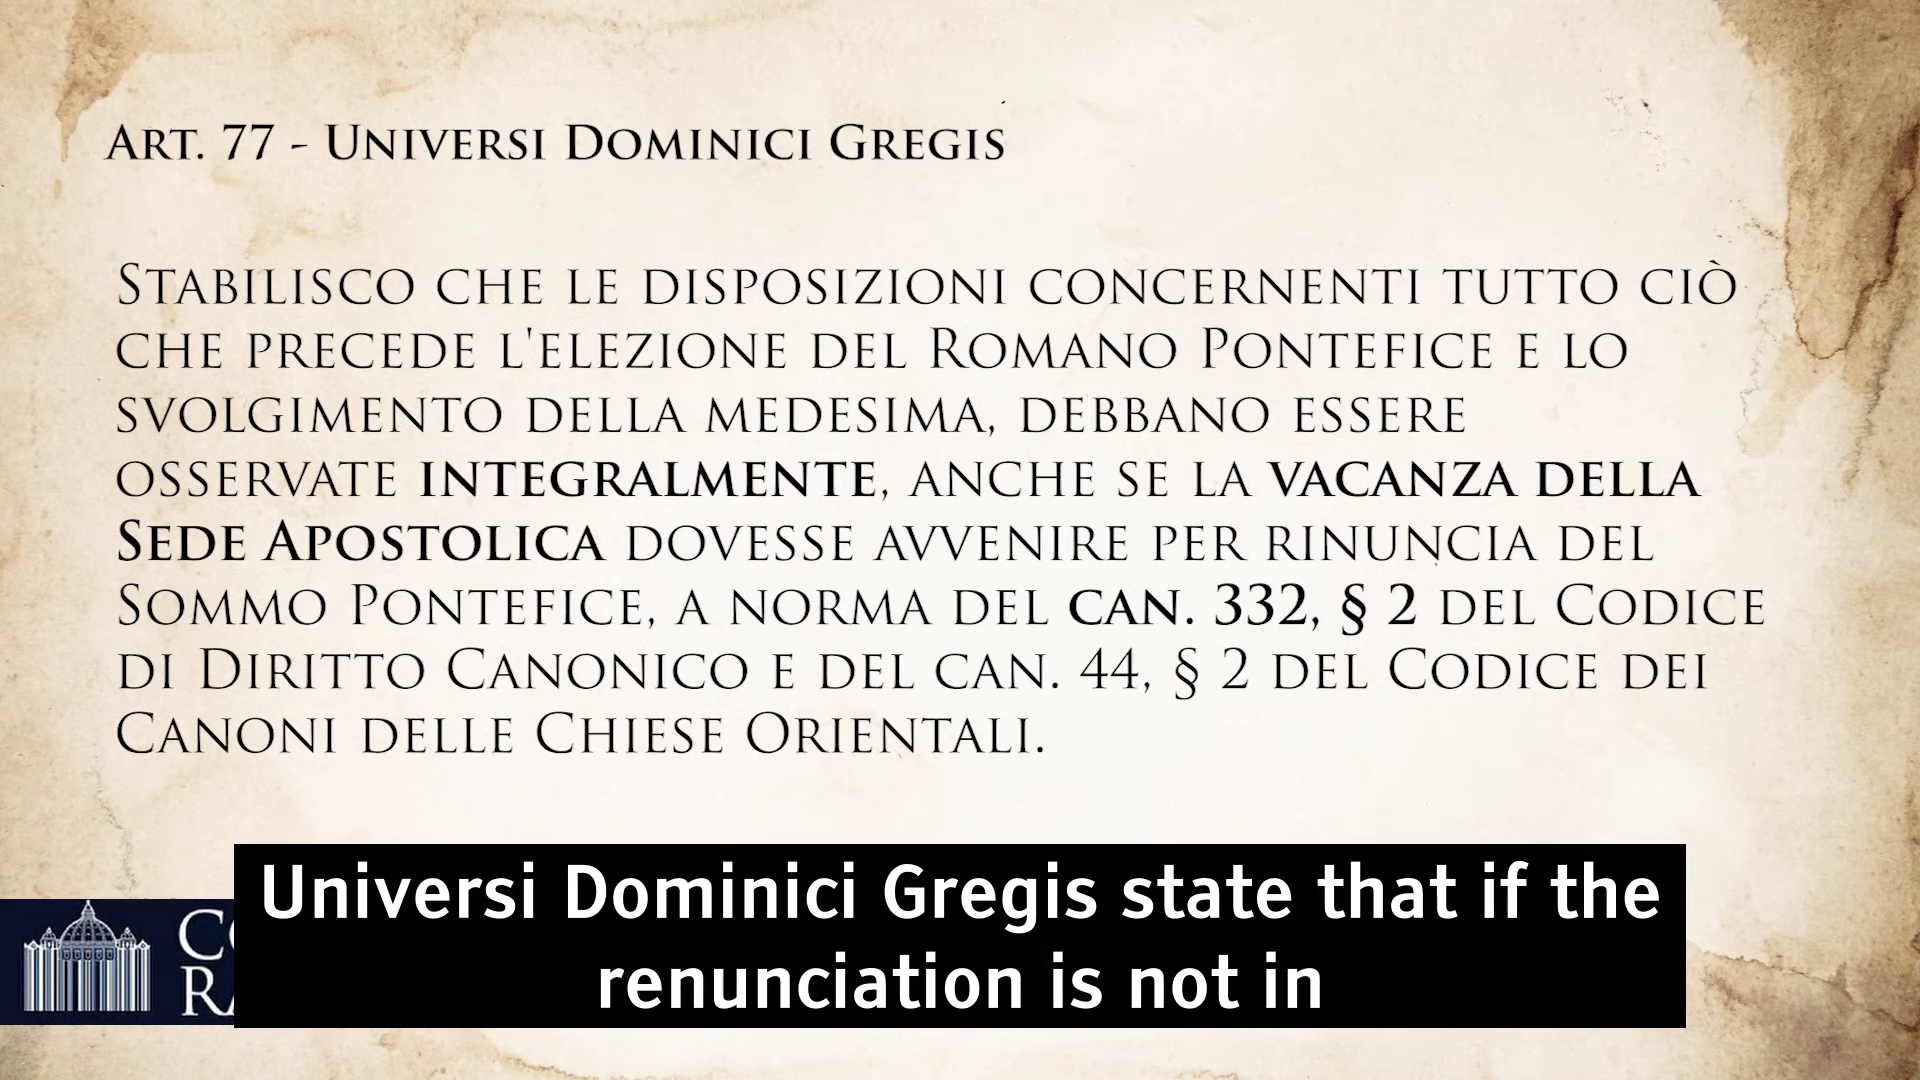 Art. 77 - Universi Dominici Gregis
Stabilisco che le disposizioni concernenti tutto ciò
che precede l'elezione del Romano Pontefice e lo
svolgimento della medesima, debbano essere
osservate integralmente, anche se la vacanza della
Sede Apostolica dovesse avvenire per rinuncia del
Sommo Pontefice, a norma del can. 332, § 2 del Codice
di Diritto Canonico e del can. 44, § 2 del Codice dei
Canoni delle Chiese Orientali.
Universi Dominici Gregis state that if the
renunciation is not in